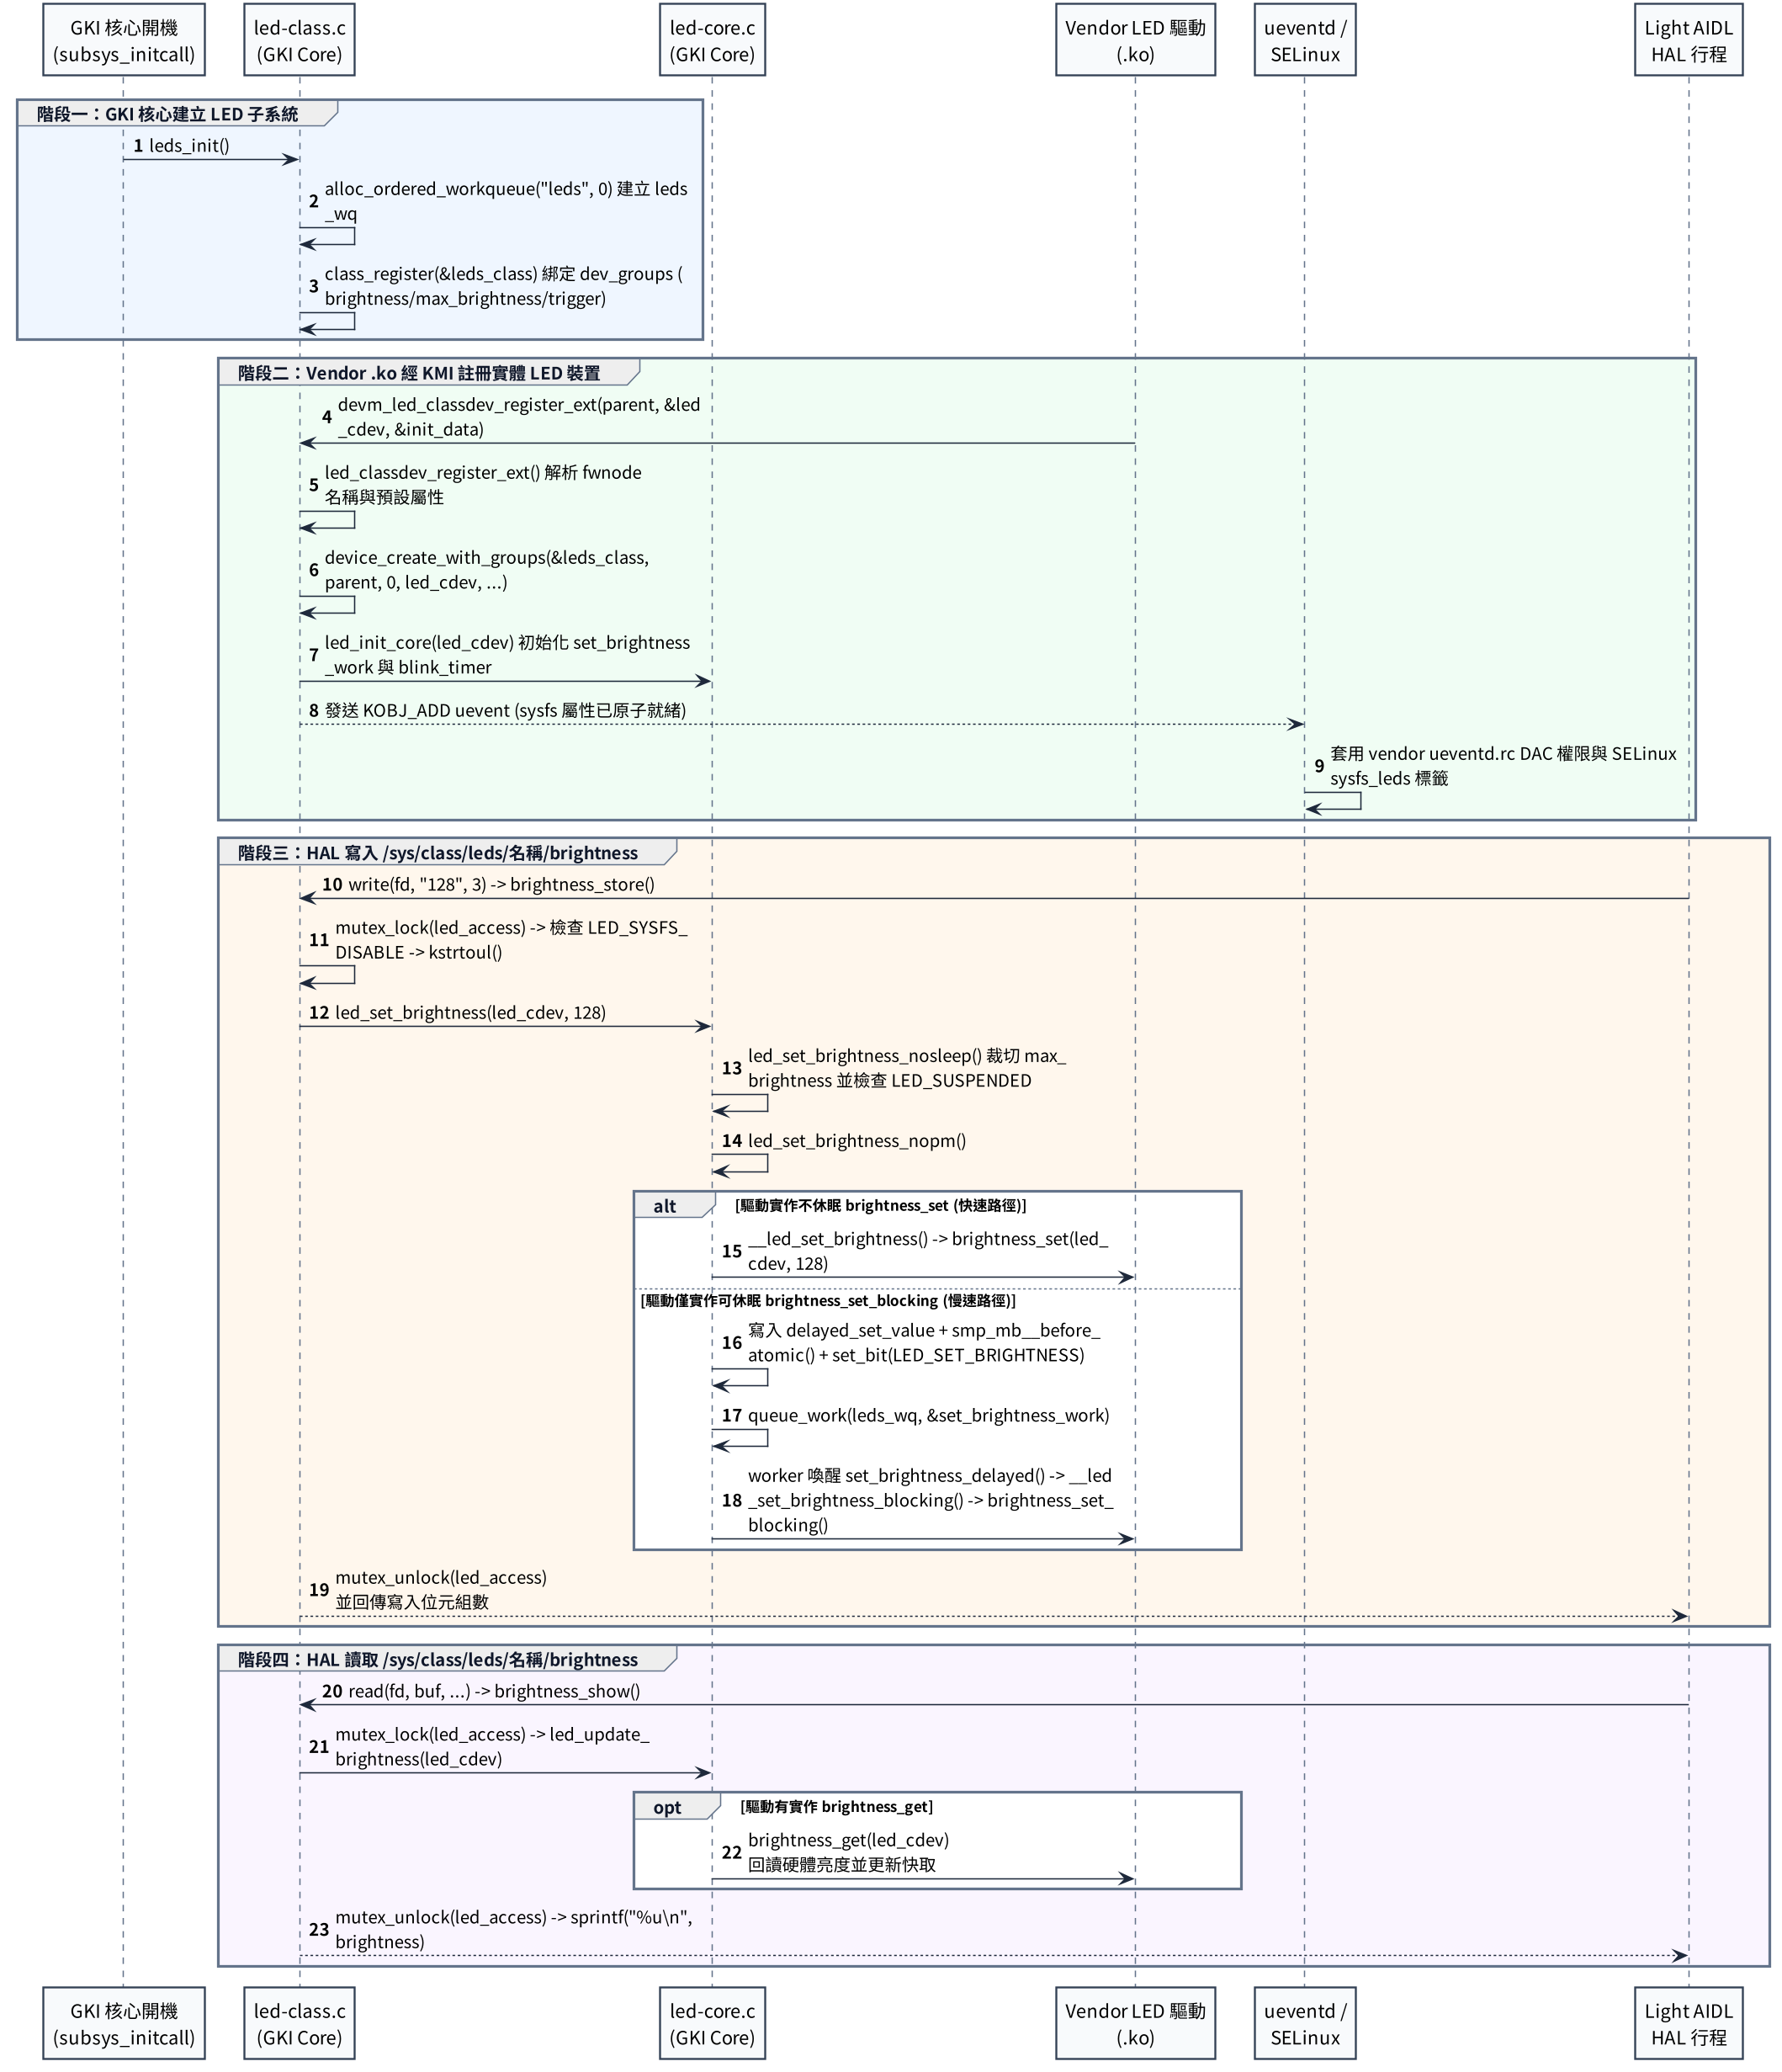 GKI 核心開機
(subsys_initcall)
led-class.c
(GKI Core)
led-core.c
(GKI Core)
Vendor LED 驅動
(.ko)
ueventd /
SELinux
Light AIDL
HAL 行程
階段一：GKI 核心建立 LED 子系統
1 leds_init()
2 alloc_ordered_workqueue("leds", 0) 建立 leds
_wq
3 class_register(&leds_class) 綁定 dev_groups (
brightness/max_brightness/trigger)
階段二：Vendor .ko 經 KMI 註冊實體 LED 裝置
4 devm_led_classdev_register_ext(parent, &led
_cdev, &init_data)
5 led_classdev_register_ext() 解析 fwnode
名稱與預設屬性
6 device_create_with_groups(&leds_class,
parent, 0, led_cdev, ...)
7 led_init_core(led_cdev) 初始化 set_brightness
_work 與 blink_timer
8 發送 KOBJ_ADD uevent (sysfs 屬性已原子就緒)
9 套用 vendor ueventd.rc DAC 權限與 SELinux
sysfs_leds 標籤
階段三：HAL 寫入 /sys/class/leds/名稱/brightness
10 write(fd, "128", 3) -> brightness_store()
11 mutex_lock(led_access) -> 檢查 LED_SYSFS_
DISABLE -> kstrtoul()
12 led_set_brightness(led_cdev, 128)
13 led_set_brightness_nosleep() 裁切 max_
brightness 並檢查 LED_SUSPENDED
14 led_set_brightness_nopm()
alt [驅動實作不休眠 brightness_set (快速路徑)]
15 __led_set_brightness() -> brightness_set(led_
cdev, 128)
[驅動僅實作可休眠 brightness_set_blocking (慢速路徑)]
16 寫入 delayed_set_value + smp_mb__before_
atomic() + set_bit(LED_SET_BRIGHTNESS)
17 queue_work(leds_wq, &set_brightness_work)
18 worker 喚醒 set_brightness_delayed() -> __led
_set_brightness_blocking() -> brightness_set_
blocking()
19 mutex_unlock(led_access)
並回傳寫入位元組數
階段四：HAL 讀取 /sys/class/leds/名稱/brightness
20 read(fd, buf, ...) -> brightness_show()
21 mutex_lock(led_access) -> led_update_
brightness(led_cdev)
opt [驅動有實作 brightness_get]
22 brightness_get(led_cdev)
回讀硬體亮度並更新快取
23 mutex_unlock(led_access) -> sprintf("%u\n",
brightness)
GKI 核心開機
(subsys_initcall)
led-class.c
(GKI Core)
led-core.c
(GKI Core)
Vendor LED 驅動
(.ko)
ueventd /
SELinux
Light AIDL
HAL 行程